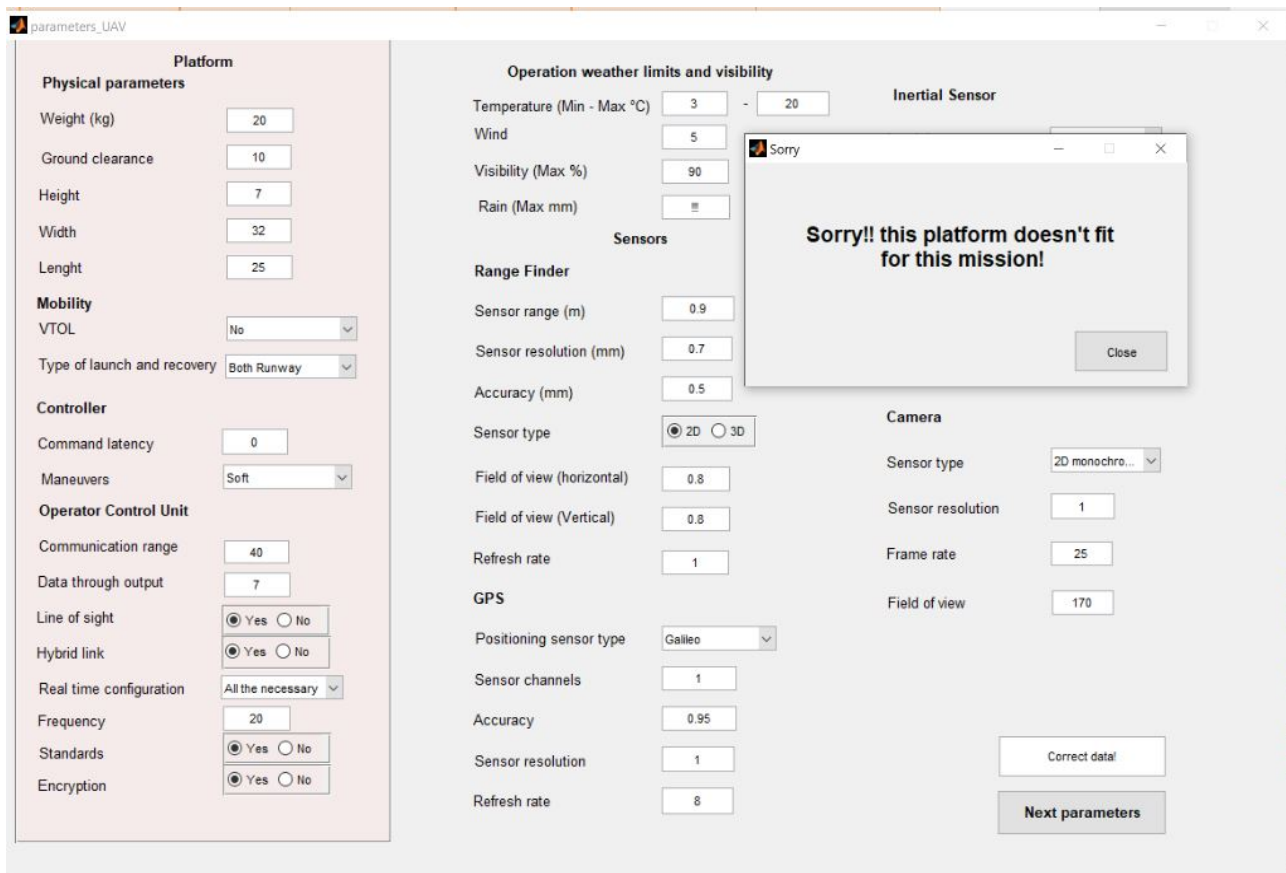 parameters_UAV
Platform
Physical parameters
Weight (kg) 20
Ground clearance 10
Height 7
Width 32
Lenght 25
Mobility
VTOL No
Type of launch and recovery Both Runway
Controller
Command latency 0
Maneuvers Soft
Operator Control Unit
Communication range 40
Data through output 7
Line of sight Yes No
Hybrid link Yes No
Real time configuration All the necessary
Frequency 20
Standards Yes No
Encryption Yes No
Operation weather limits and visibility
Temperature (Min - Max °C) 3 - 20
Wind 5
Visibility (Max %) 90
Rain (Max mm)
Sensors
Range Finder
Sensor range (m) 0.9
Sensor resolution (mm) 0.7
Accuracy (mm) 0.5
Sensor type 2D 3D
Field of view (horizontal) 0.8
Field of view (Vertical) 0.8
Refresh rate 1
GPS
Positioning sensor type Galileo
Sensor channels 1
Accuracy 0.95
Sensor resolution 1
Refresh rate 8
Inertial Sensor
Sorry
Sorry!! this platform doesn't fit
for this mission!
Close
Camera
Sensor type 2D monochro...
Sensor resolution 1
Frame rate 25
Field of view 170
Correct data!
Next parameters